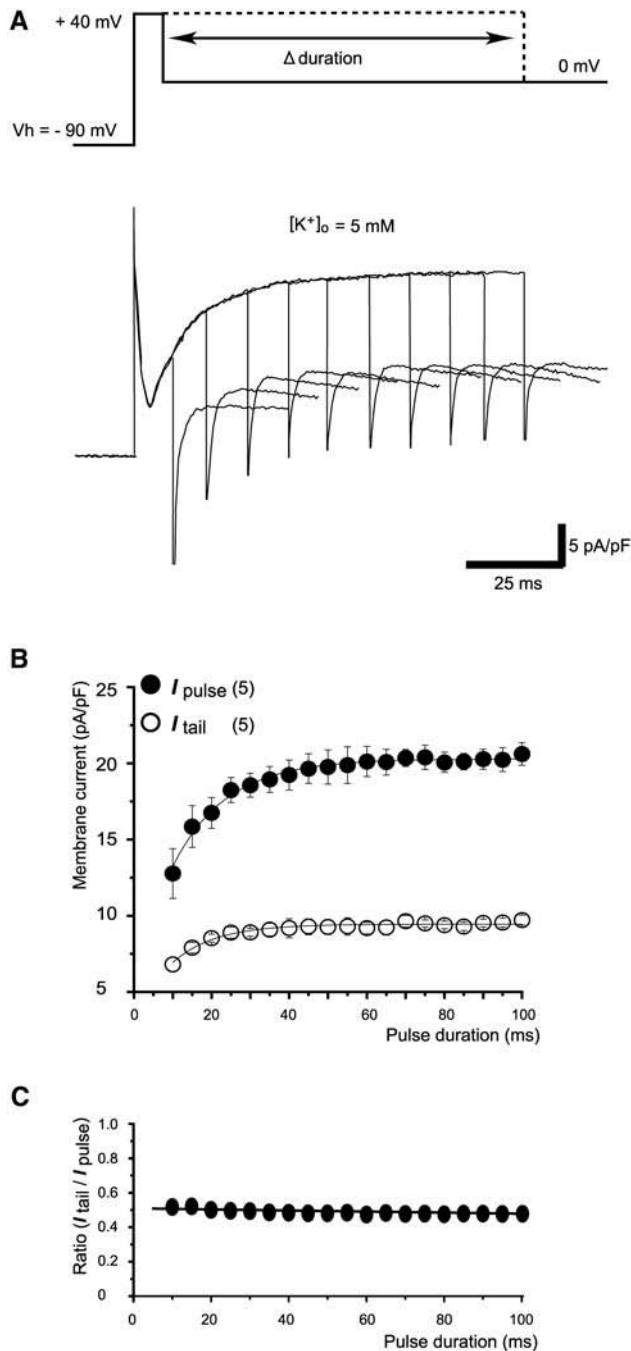 A
+ 40 mV
Δ duration
0 mV
Vh = - 90 mV
[K+]o = 5 mM
5 pA/pF
25 ms
B
I pulse (5)
I tail (5)
Membrane current (pA/pF)
25
20
15
10
5
0 20 40 60 80 100
Pulse duration (ms)
C
Ratio (I tail / I pulse)
1.0
0.8
0.6
0.4
0.2
0
0 20 40 60 80 100
Pulse duration (ms)